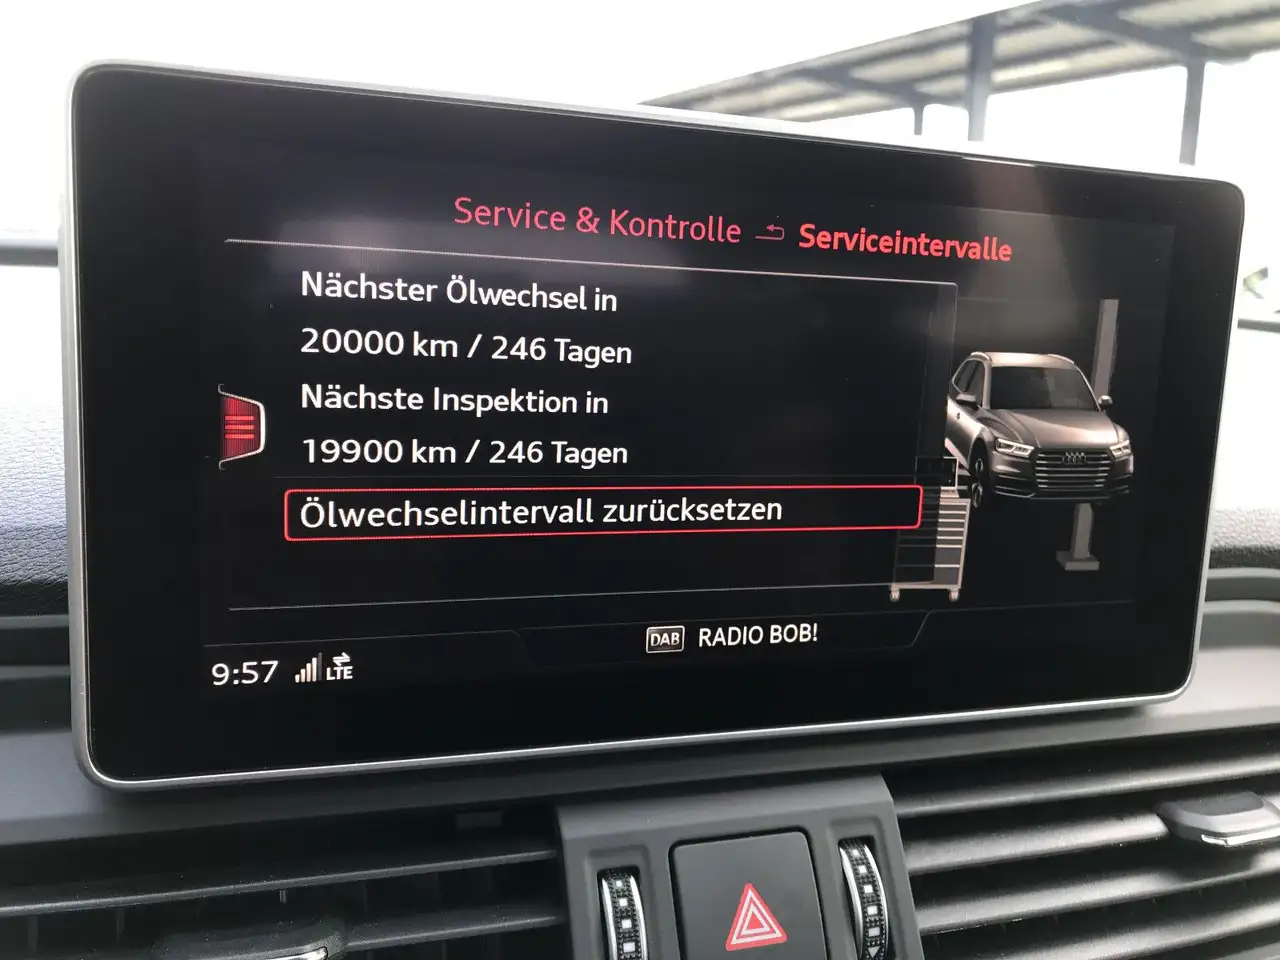 Service & Kontrolle Serviceintervalle
Nächster Ölwechsel in
20000 km / 246 Tagen
Nächste Inspektion in
19900 km / 246 Tagen
Ölwechselintervall zurücksetzen
DAB RADIO BOB!
9:57 LTE